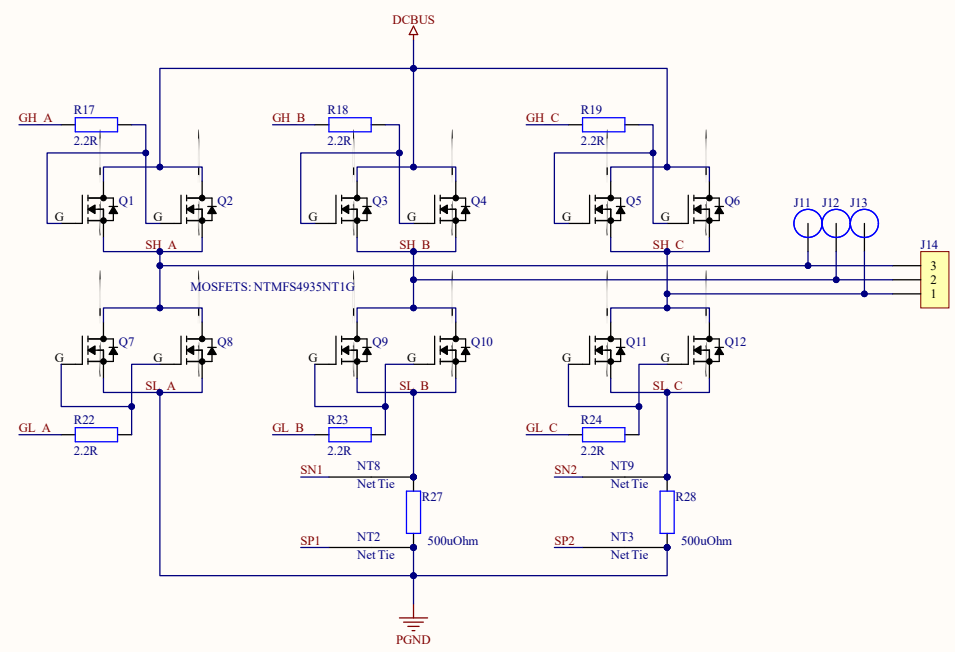 DCBUS
R17
R18
R19
GH_A
GH_B
GH_C
2.2R
2.2R
2.2R
G
Q1
G
Q2
G
Q3
G
Q4
G
Q5
G
Q6
J11
J12
J13
SH_A
SH_B
SH_C
J14
3
2
1
MOSFETS: NTMFS4935NT1G
G
Q7
G
Q8
G
Q9
G
Q10
G
Q11
G
Q12
SL_A
SL_B
SL_C
R22
R23
R24
GL_A
GL_B
GL_C
2.2R
2.2R
2.2R
SN1
NT8
Net Tie
SN2
NT9
Net Tie
R27
R28
SP1
NT2
Net Tie
500uOhm
SP2
NT3
Net Tie
500uOhm
PGND